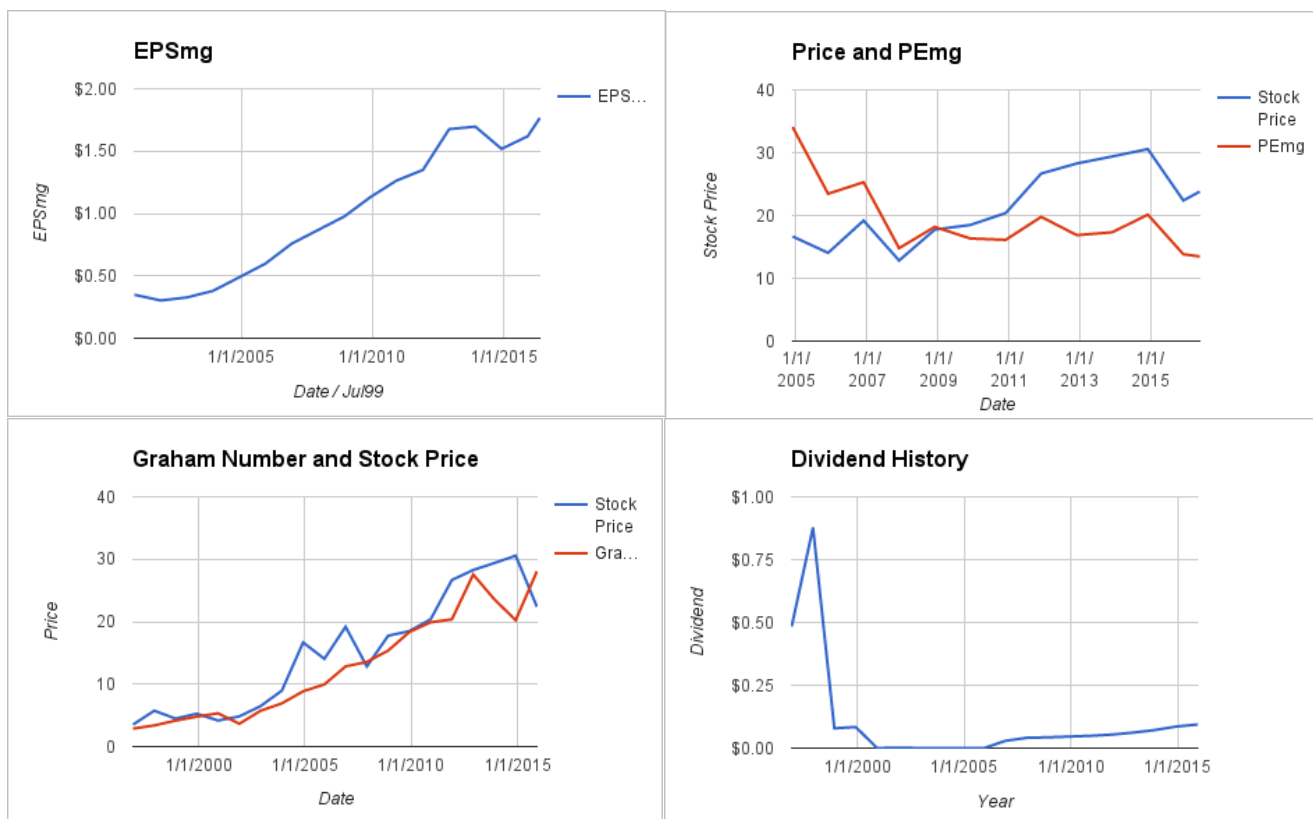 EPSmg
$2.00
$1.50
$1.00
$0.50
$0.00
EPSmg
1/1/2005
1/1/2010
1/1/2015
Date / Jul99
EPS...
Price and PEmg
40
30
20
10
0
Stock Price
1/1/
2005
1/1/
2007
1/1/
2009
1/1/
2011
1/1/
2013
1/1/
2015
Date
Stock
Price
PEmg
Graham Number and Stock Price
40
30
20
10
0
Price
1/1/2000
1/1/2005
1/1/2010
1/1/2015
Date
Stock
Price
Gra...
Dividend History
$1.00
$0.75
$0.50
$0.25
$0.00
Dividend
1/1/2000
1/1/2005
1/1/2010
1/1/2015
Year